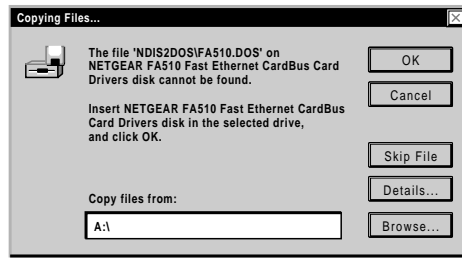 Copying Files...
The file 'NDIS2DOS\FA510.DOS' on
NETGEAR FA510 Fast Ethernet CardBus Card
Drivers disk cannot be found.
Insert NETGEAR FA510 Fast Ethernet CardBus
Card Drivers disk in the selected drive,
and click OK.
Copy files from:
A:\
OK
Cancel
Skip File
Details...
Browse...